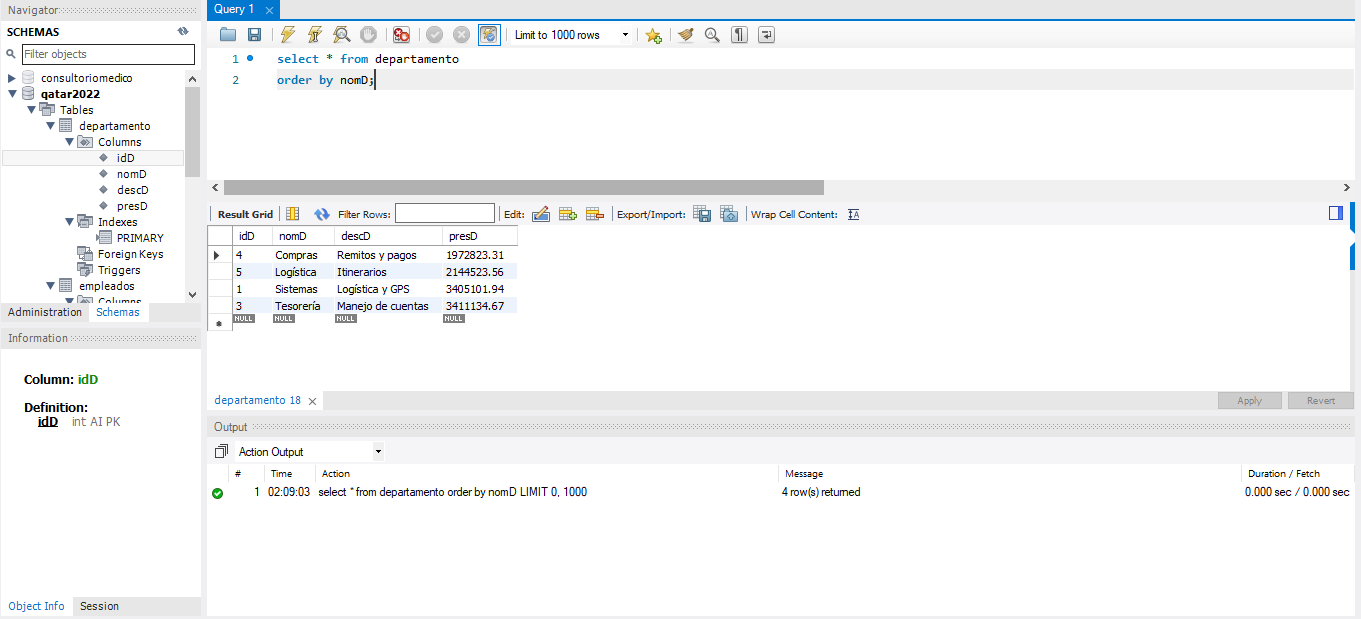 Navigator
SCHEMAS
Filter objects
consultoriomedico
qatar2022
Tables
departamento
Columns
idD
nomD
descD
presD
Indexes
PRIMARY
Foreign Keys
Triggers
empleados
Columns
Administration Schemas
Information
Column: idD
Definition:
idD int AI PK
Object Info Session
Query 1
Limit to 1000 rows
1 select * from departamento
2 order by nomD;
Result Grid Filter Rows: Edit: Export/Import: Wrap Cell Content:
idD nomD descD presD
4 Compras Remitos y pagos 1972823.31
5 Logística Itinerarios 2144523.56
1 Sistemas Logística y GPS 3405101.94
3 Tesorería Manejo de cuentas 3411134.67
NULL NULL NULL NULL
departamento 18
Apply Revert
Output
Action Output
# Time Action Message Duration / Fetch
1 02:09:03 select * from departamento order by nomD LIMIT 0, 1000 4 row(s) returned 0.000 sec / 0.000 sec